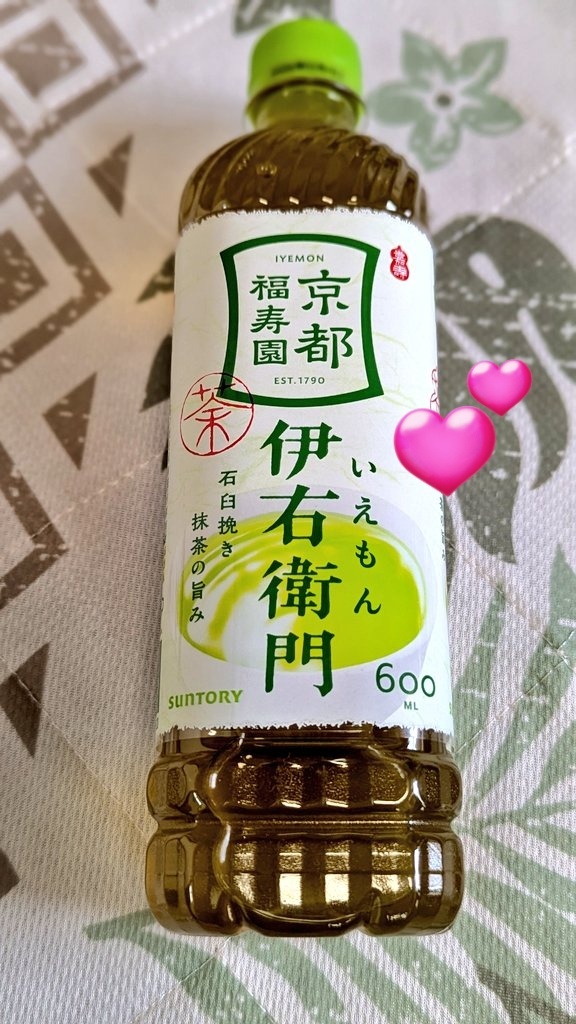 IYEMON
京都
福寿園
EST.1790
茶
伊右衛門
いえもん
石臼挽き
抹茶の旨み
SUNTORY
600
ML